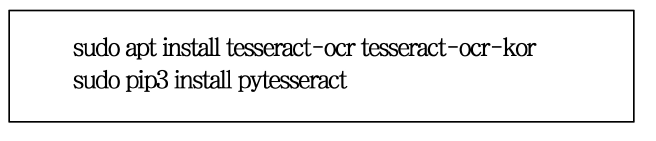 sudo apt install tesseract-ocr tesseract-ocr-kor
sudo pip3 install pytesseract